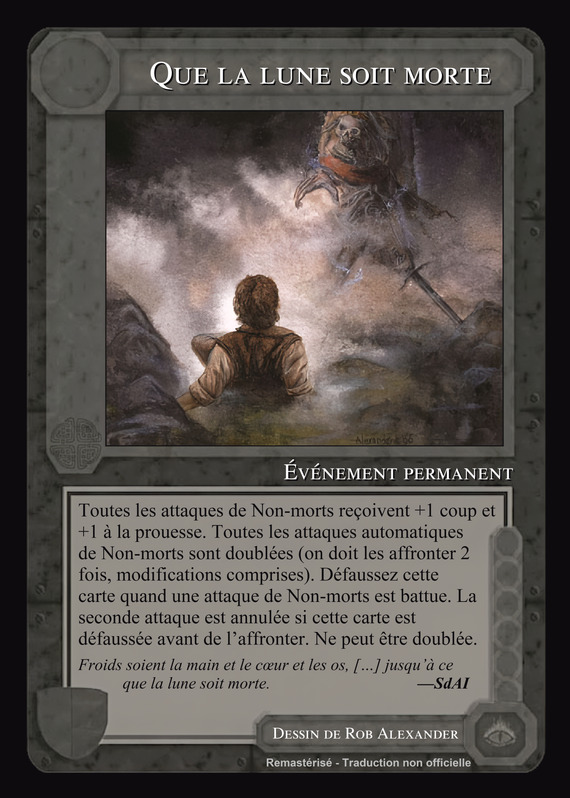 Que la lune soit morte
Événement permanent
Toutes les attaques de Non-morts reçoivent +1 coup et
+1 à la prouesse. Toutes les attaques automatiques
de Non-morts sont doublées (on doit les affronter 2
fois, modifications comprises). Défaussez cette
carte quand une attaque de Non-morts est battue. La
seconde attaque est annulée si cette carte est
défaussée avant de l’affronter. Ne peut être doublée.
Froids soient la main et le cœur et les os, […] jusqu’à ce
que la lune soit morte. —SdAI
Dessin de Rob Alexander
Remastérisé - Traduction non officielle